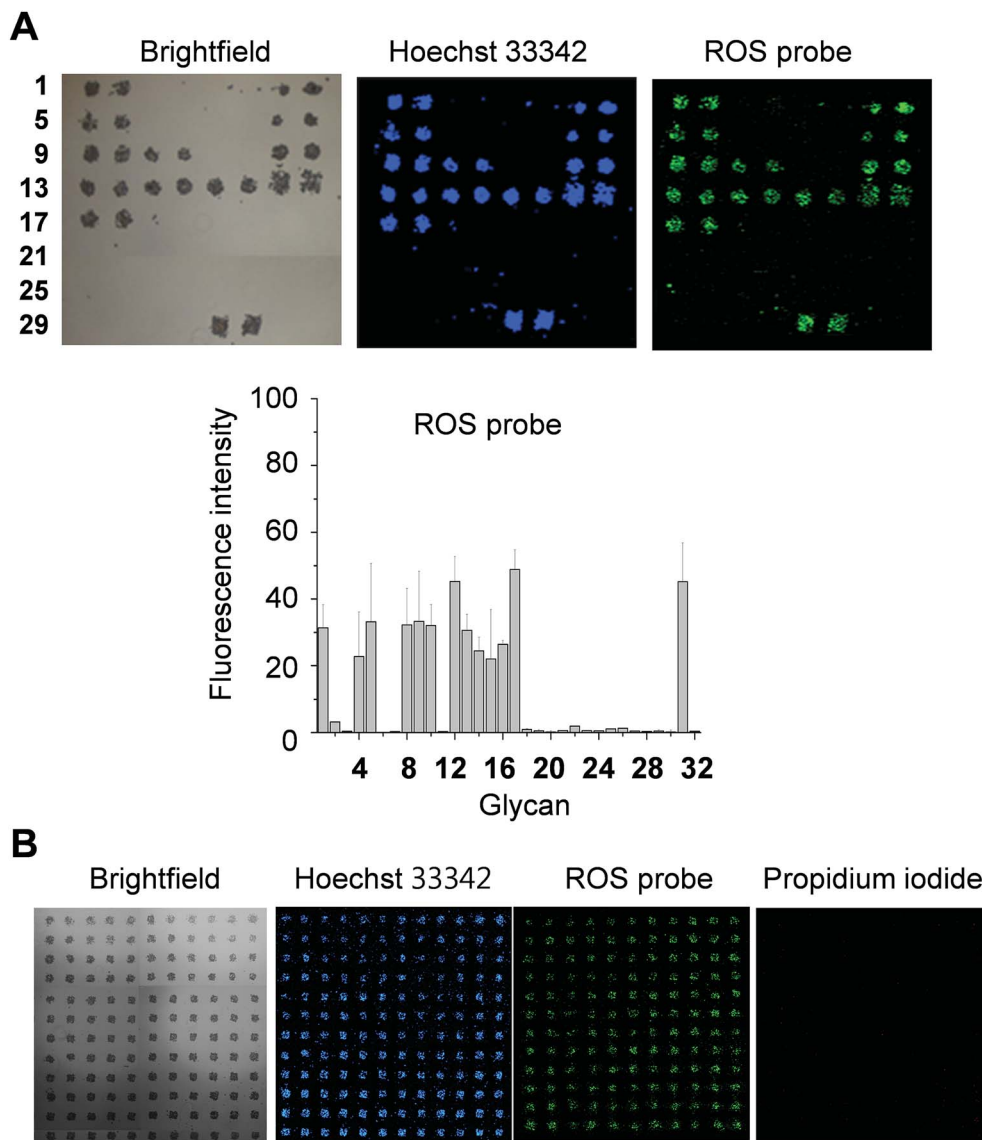 A
Brightfield Hoechst 33342 ROS probe
1
5
9
13
17
21
25
29
100
80
60
40
20
0
Fluorescence intensity
ROS probe
4 8 12 16 20 24 28 32
Glycan
B
Brightfield Hoechst 33342 ROS probe Propidium iodide